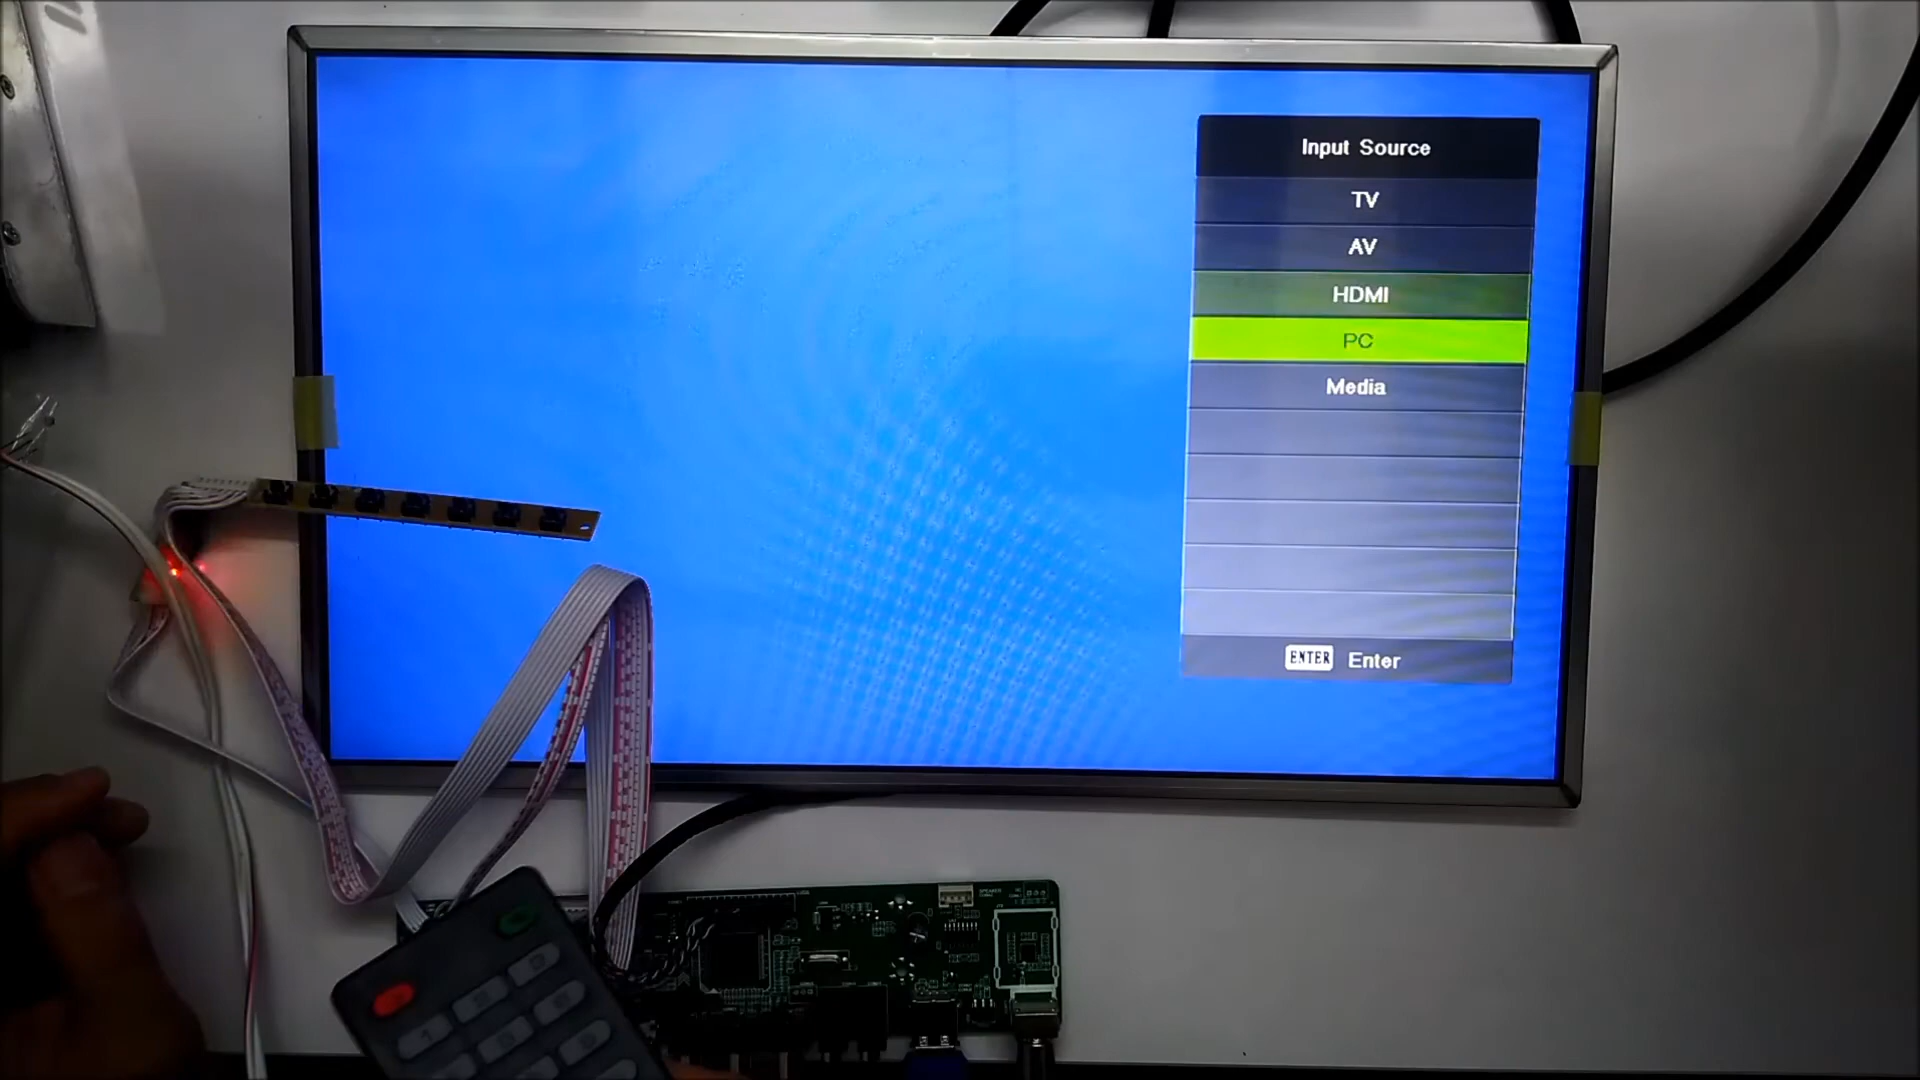 Input Source
TV
AV
HDMI
PC
Media
ENTER Enter